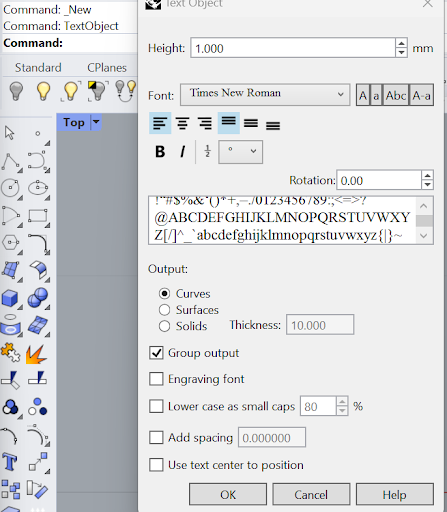 Command: _New
Command: TextObject
Command:
Standard CPlanes
Top
Text Object
Height: 1.000 mm
Font: Times New Roman A a Abc A-a
B I 1/2 °
Rotation: 0.00
!"#$%&'()*+,-./0123456789:;<=>?
@ABCDEFGHIJKLMNOPQRSTUVWXY
Z[/]^_`abcdefghijklmnopqrstuvwxyz{|}~
Output:
Curves
Surfaces
Solids Thickness: 10.000
Group output
Engraving font
Lower case as small caps 80 %
Add spacing 0.000000
Use text center to position
OK Cancel Help